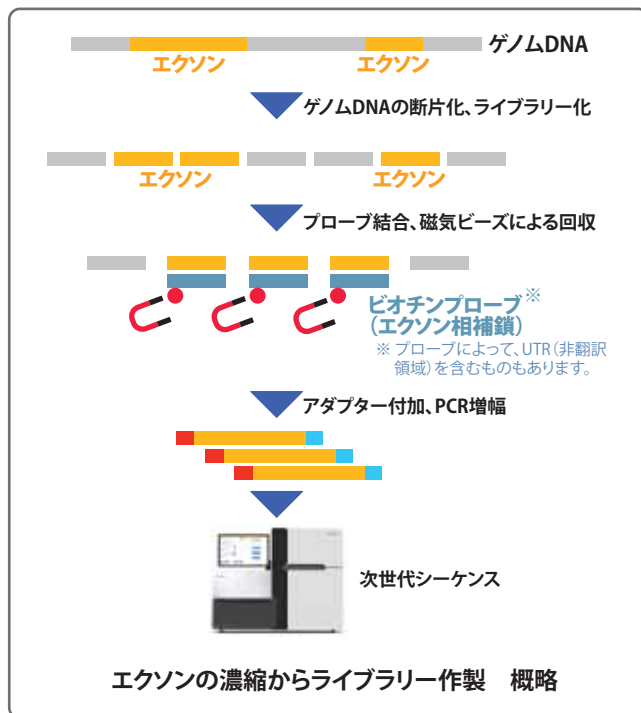 ゲノムDNA
エクソン エクソン
ゲノムDNAの断片化、ライブラリー化
エクソン エクソン
プローブ結合、磁気ビーズによる回収
ビオチンプローブ※
（エクソン相補鎖）
※ プローブによって、UTR（非翻訳
領域）を含むものもあります。
アダプター付加、PCR増幅
次世代シーケンス
エクソンの濃縮からライブラリー作製　概略